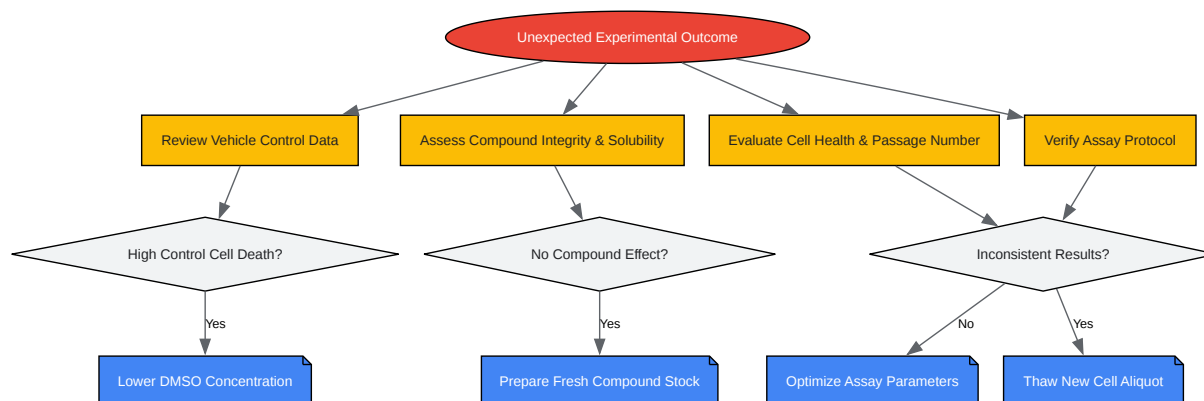 Unexpected Experimental Outcome
Review Vehicle Control Data
Assess Compound Integrity & Solubility
Evaluate Cell Health & Passage Number
Verify Assay Protocol
High Control Cell Death?
No Compound Effect?
Inconsistent Results?
Yes
Yes
No
Yes
Lower DMSO Concentration
Prepare Fresh Compound Stock
Optimize Assay Parameters
Thaw New Cell Aliquot